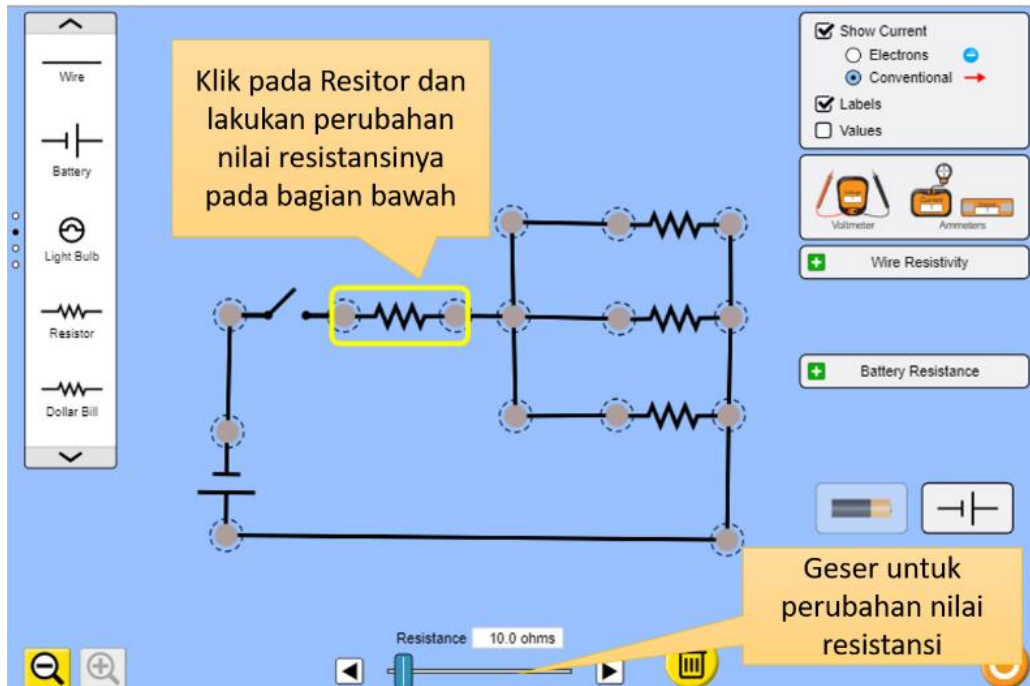 Wire
Battery
Light Bulb
Resistor
Dollar Bill
Klik pada Resitor dan
lakukan perubahan
nilai resistansinya
pada bagian bawah
Show Current
Electrons
Conventional
Labels
Values
Voltmeter
Ammeters
Wire Resistivity
Battery Resistance
Geser untuk
perubahan nilai
resistansi
Resistance 10.0 ohms